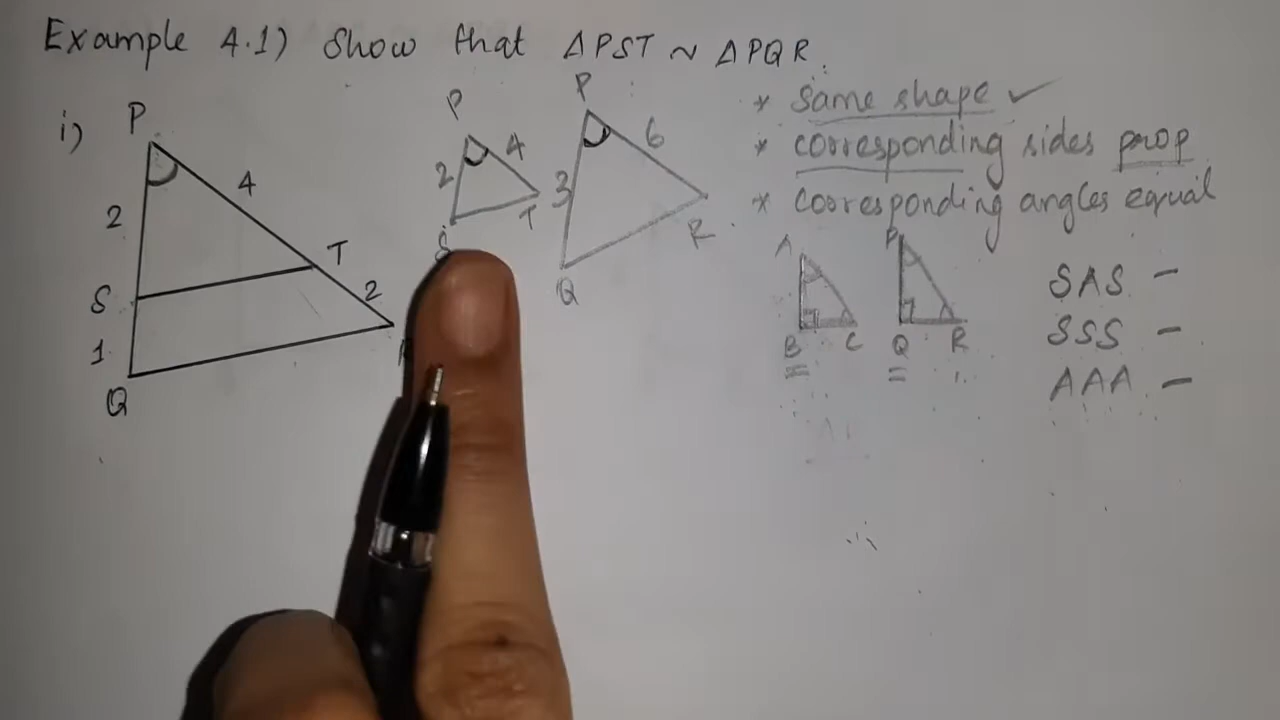 Example 4.1) Show that ΔPST ~ ΔPQR.
i)
P
2
4
S
T
1
2
Q
P
2
4
S
T
P
3
6
Q
R
* Same shape ✓
* corresponding sides prop
* corresponding angles equal
A
B
C
P
Q
R
SAS –
SSS –
AAA –